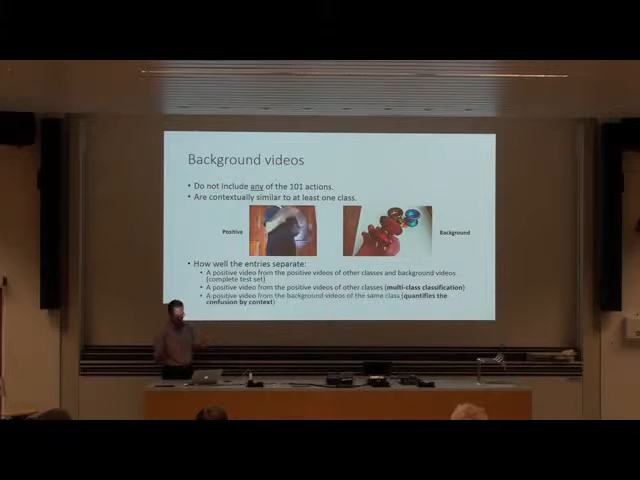 Background videos
• Do not include any of the 101 actions.
• Are contextually similar to at least one class.
Positive
Background
• How well the entries separate:
• A positive video from the positive videos of other classes and background videos
(complete test set)
• A positive video from the positive videos of other classes (multi-class classification)
• A positive video from the background videos of the same class (quantifies the
confusion by context)